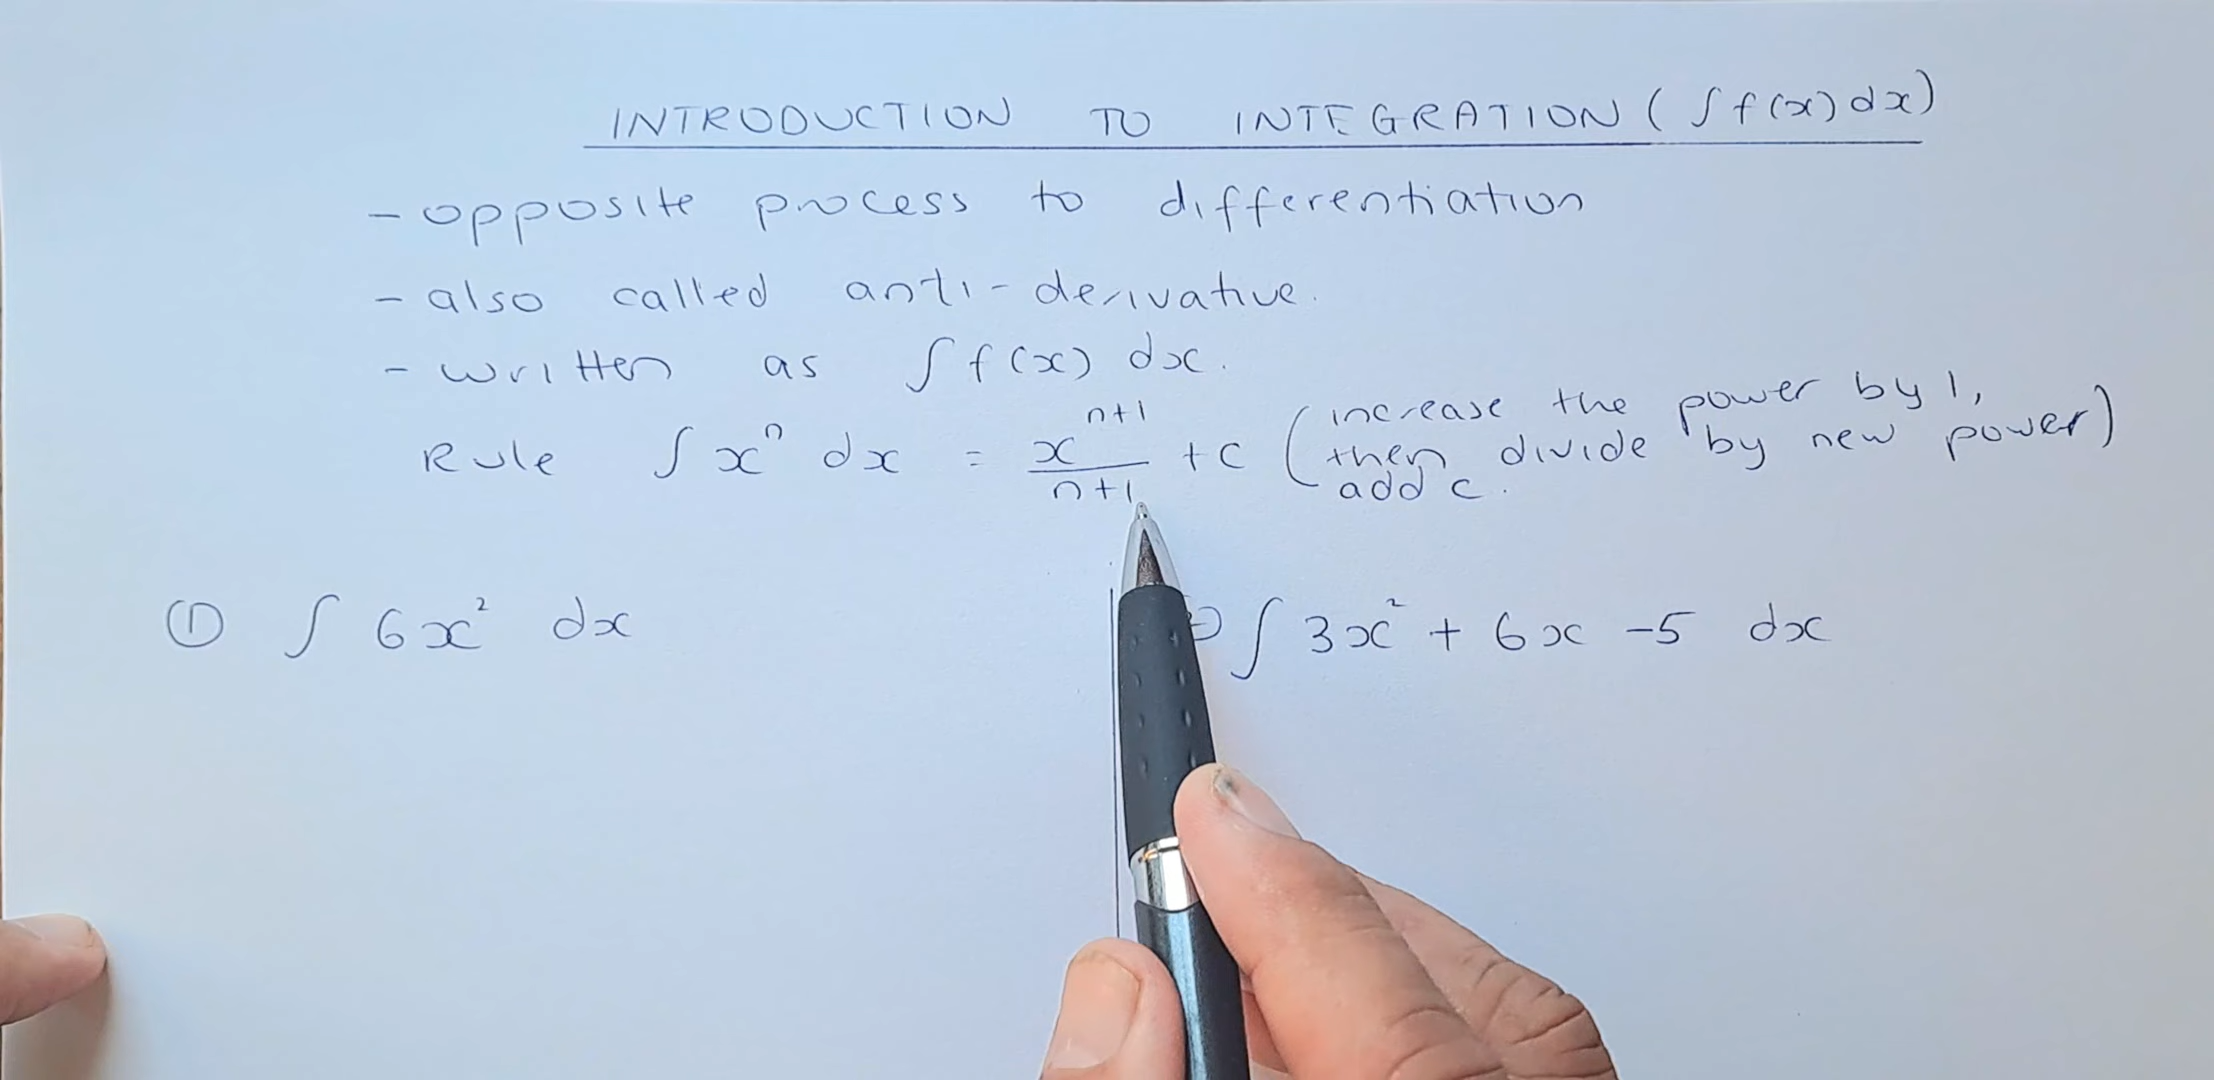 INTRODUCTION TO INTEGRATION (∫f(x)dx)
- opposite process to differentiation
- also called anti-derivative.
- written as ∫f(x) dx.
Rule ∫xⁿ dx = xⁿ⁺¹/n+1 + c (increase the power by 1,
then divide by new power)
add c.
① ∫ 6x² dx
∫ 3x² + 6x - 5 dx